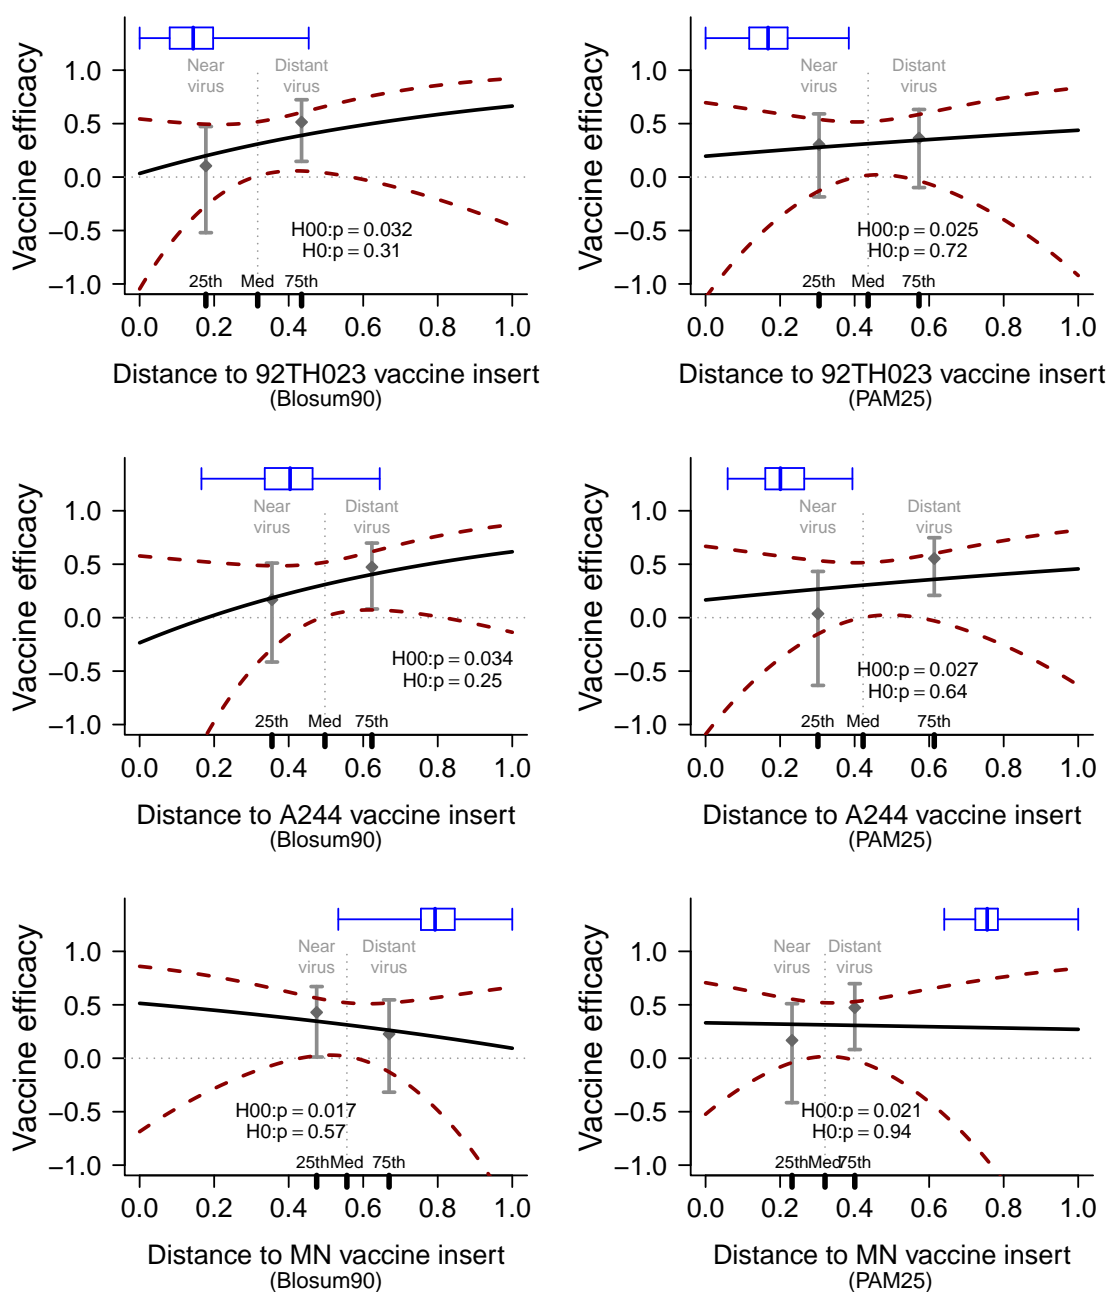 Vaccine efficacy
1.0
0.5
0.0
−0.5
−1.0
Near
virus
Distant
virus
H00:p = 0.032
H0:p = 0.31
25th Med 75th
0.0 0.2 0.4 0.6 0.8 1.0
Distance to 92TH023 vaccine insert
(Blosum90)
Vaccine efficacy
1.0
0.5
0.0
−0.5
−1.0
Near
virus
Distant
virus
H00:p = 0.025
H0:p = 0.72
25th Med 75th
0.0 0.2 0.4 0.6 0.8 1.0
Distance to 92TH023 vaccine insert
(PAM25)
Vaccine efficacy
1.0
0.5
0.0
−0.5
−1.0
Near
virus
Distant
virus
H00:p = 0.034
H0:p = 0.25
25th Med 75th
0.0 0.2 0.4 0.6 0.8 1.0
Distance to A244 vaccine insert
(Blosum90)
Vaccine efficacy
1.0
0.5
0.0
−0.5
−1.0
Near
virus
Distant
virus
H00:p = 0.027
H0:p = 0.64
25th Med 75th
0.0 0.2 0.4 0.6 0.8 1.0
Distance to A244 vaccine insert
(PAM25)
Vaccine efficacy
1.0
0.5
0.0
−0.5
−1.0
Near
virus
Distant
virus
H00:p = 0.017
H0:p = 0.57
25th Med 75th
0.0 0.2 0.4 0.6 0.8 1.0
Distance to MN vaccine insert
(Blosum90)
Vaccine efficacy
1.0
0.5
0.0
−0.5
−1.0
Near
virus
Distant
virus
H00:p = 0.021
H0:p = 0.94
25th Med 75th
0.0 0.2 0.4 0.6 0.8 1.0
Distance to MN vaccine insert
(PAM25)